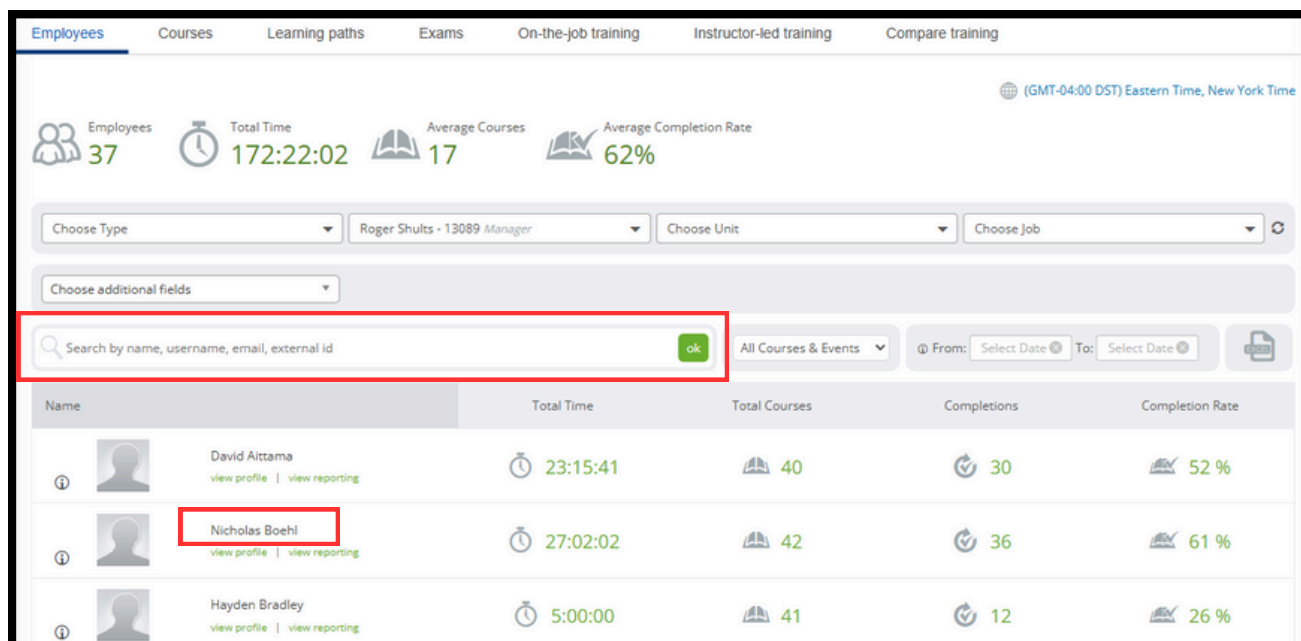 Employees Courses Learning paths Exams On-the-job training Instructor-led training Compare training
(GMT-04:00 DST) Eastern Time, New York Time
Employees Total Time Average Courses Average Completion Rate
37 172:22:02 17 62%
Choose Type Roger Shults - 13089 Manager Choose Unit Choose Job
Choose additional fields
Search by name, username, email, external id ok All Courses & Events From: Select Date To: Select Date
Name Total Time Total Courses Completions Completion Rate
David Aittama
view profile | view reporting
23:15:41 40 30 52 %
Nicholas Boehl
view profile | view reporting
27:02:02 42 36 61 %
Hayden Bradley
view profile | view reporting
5:00:00 41 12 26 %